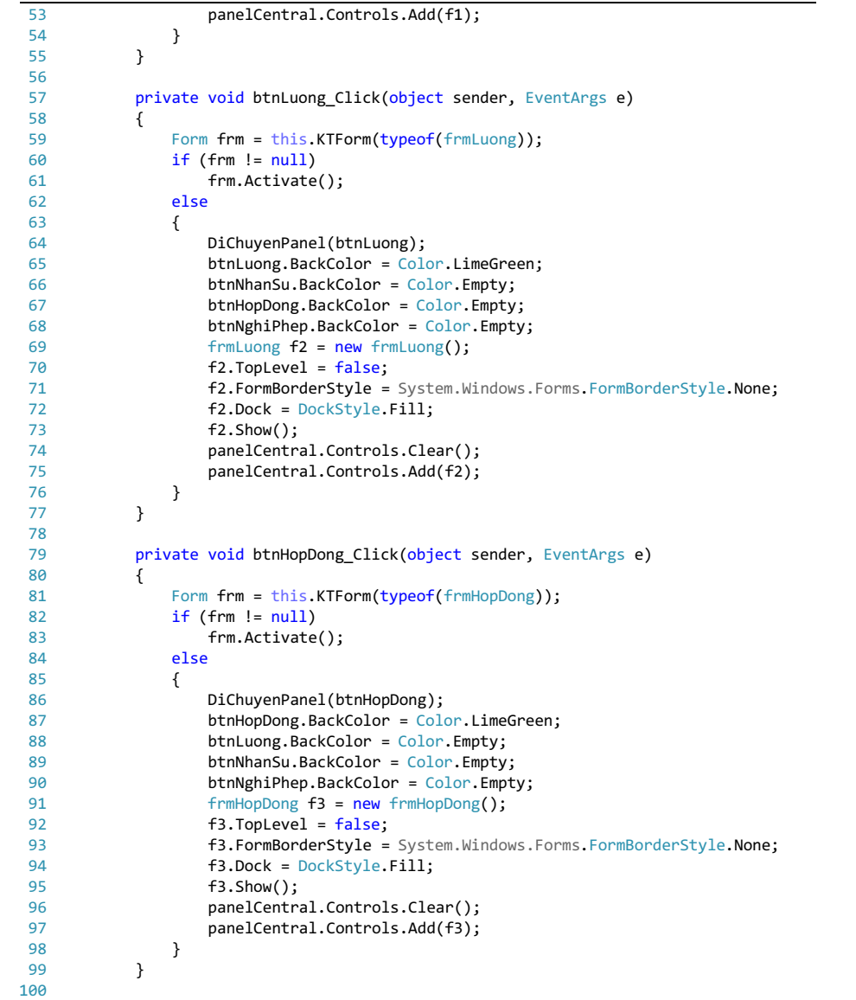 53                  panelCentral.Controls.Add(f1);
54              }
55          }
56
57          private void btnLuong_Click(object sender, EventArgs e)
58          {
59              Form frm = this.KTForm(typeof(frmLuong));
60              if (frm != null)
61                  frm.Activate();
62              else
63              {
64                  DiChuyenPanel(btnLuong);
65                  btnLuong.BackColor = Color.LimeGreen;
66                  btnNhanSu.BackColor = Color.Empty;
67                  btnHopDong.BackColor = Color.Empty;
68                  btnNghiPhep.BackColor = Color.Empty;
69                  frmLuong f2 = new frmLuong();
70                  f2.TopLevel = false;
71                  f2.FormBorderStyle = System.Windows.Forms.FormBorderStyle.None;
72                  f2.Dock = DockStyle.Fill;
73                  f2.Show();
74                  panelCentral.Controls.Clear();
75                  panelCentral.Controls.Add(f2);
76              }
77          }
78
79          private void btnHopDong_Click(object sender, EventArgs e)
80          {
81              Form frm = this.KTForm(typeof(frmHopDong));
82              if (frm != null)
83                  frm.Activate();
84              else
85              {
86                  DiChuyenPanel(btnHopDong);
87                  btnHopDong.BackColor = Color.LimeGreen;
88                  btnLuong.BackColor = Color.Empty;
89                  btnNhanSu.BackColor = Color.Empty;
90                  btnNghiPhep.BackColor = Color.Empty;
91                  frmHopDong f3 = new frmHopDong();
92                  f3.TopLevel = false;
93                  f3.FormBorderStyle = System.Windows.Forms.FormBorderStyle.None;
94                  f3.Dock = DockStyle.Fill;
95                  f3.Show();
96                  panelCentral.Controls.Clear();
97                  panelCentral.Controls.Add(f3);
98              }
99          }
100